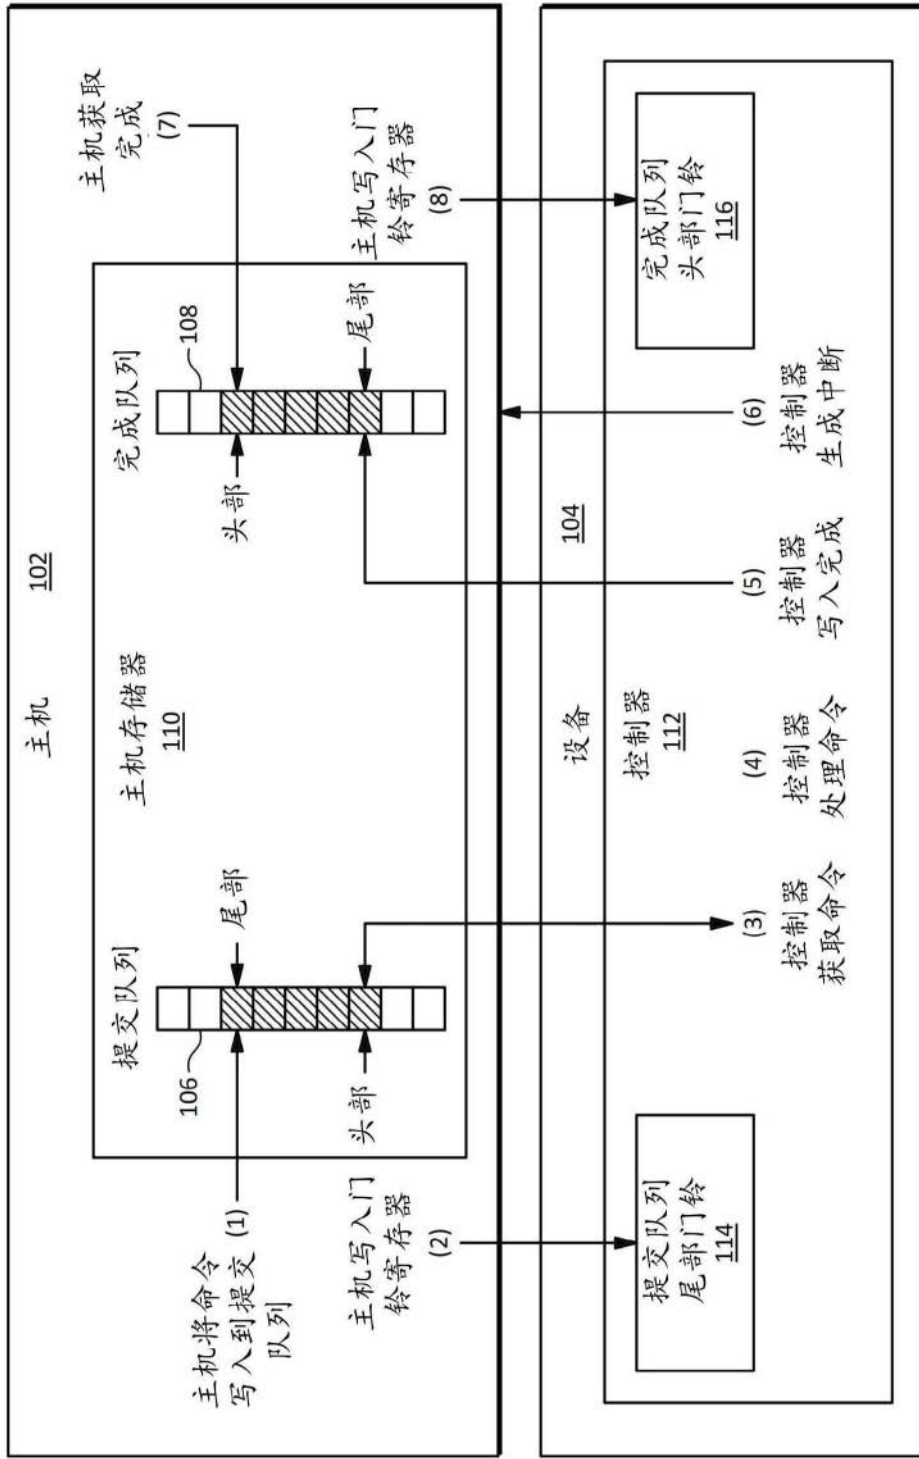 主机
102
主机存储器
110
提交队列
106
尾部
头部
完成队列
108
头部
尾部
主机将命令
写入到提交
队列
(1)
主机写入门
铃寄存器
(2)
主机获取
完成
(7)
主机写入门
铃寄存器
(8)
设备
104
控制器
112
提交队列
尾部门铃
114
(3)
控制器
获取命令
(4)
控制器
处理命令
(5)
控制器
写入完成
(6)
控制器
生成中断
完成队列
头部门铃
116